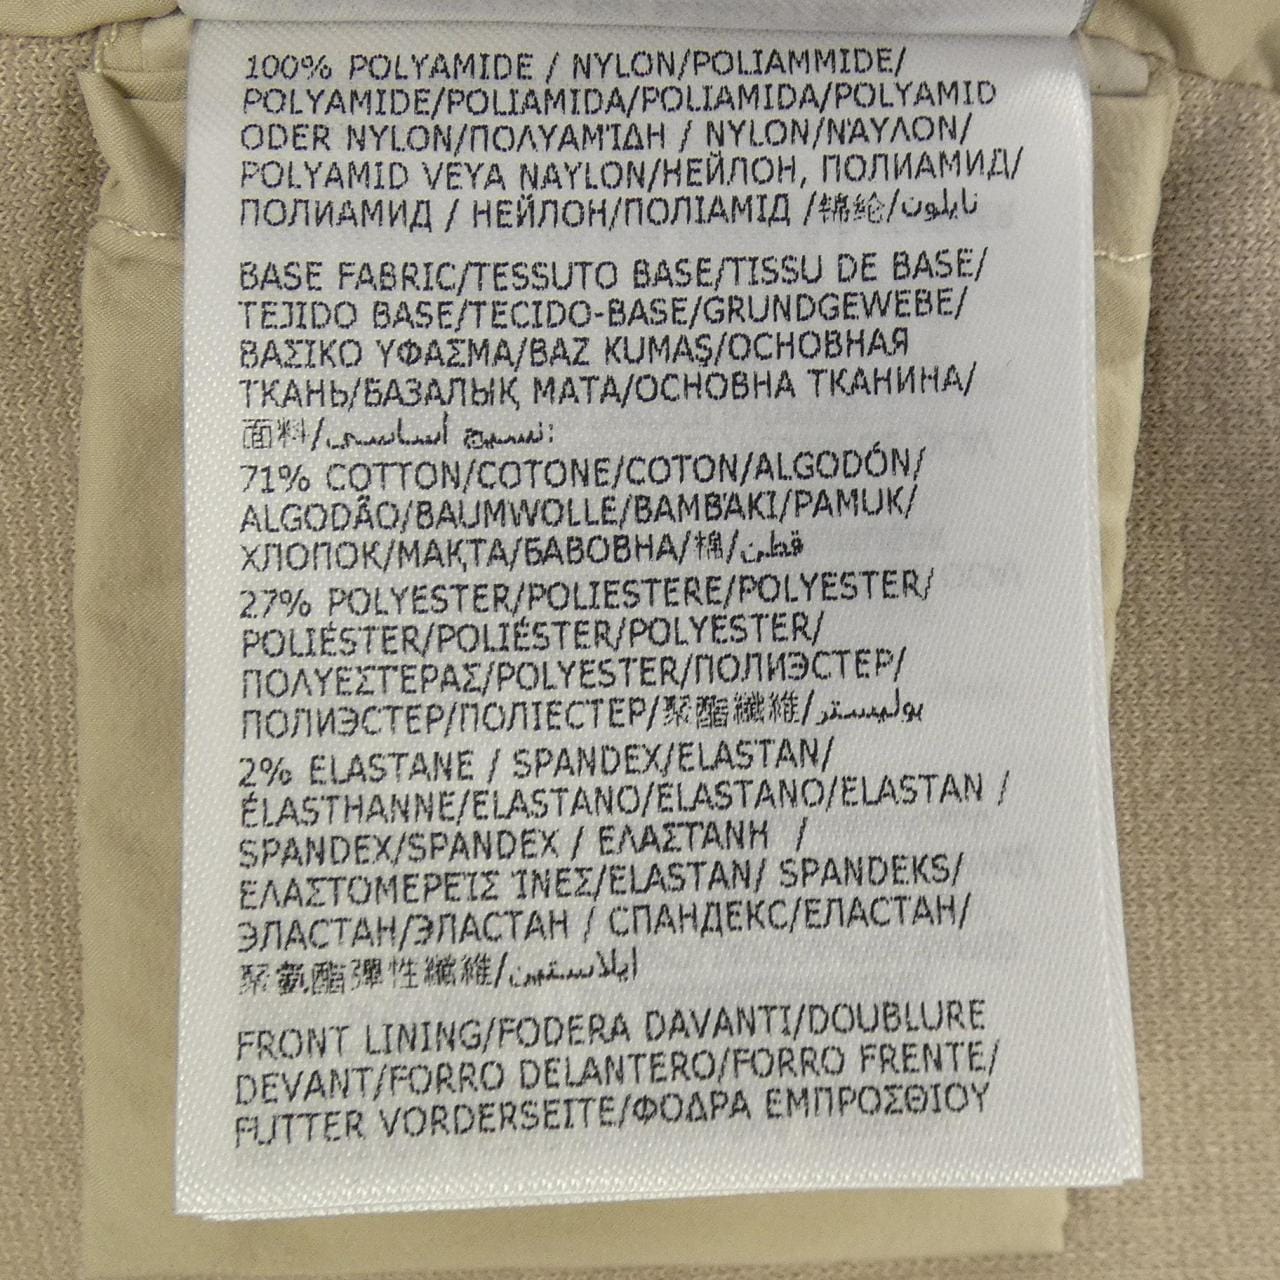 100% POLYAMIDE / NYLON/POLIAMMIDE/
POLYAMIDE/POLIAMIDA/POLIAMIDA/POLYAMID
ODER NYLON/ΠΟΛΥΑΜΊΔΗ / NYLON/ΝΆΥΛΟΝ/
POLYAMID VEYA NAYLON/НЕЙЛОН, ПОЛИАМИД/
ПОЛИАМИД / НЕЙЛОН/ПОЛІАМІД /锦纶/نايلون
BASE FABRIC/TESSUTO BASE/TISSU DE BASE/
TEJIDO BASE/TECIDO-BASE/GRUNDGEWEBE/
ΒΑΣΙΚΟ ΥΦΑΣΜΑ/BAZ KUMAŞ/ОСНОВНАЯ
ТКАНЬ/БАЗАЛЫҚ МАТА/ОСНОВНА ТКАНИНА/
面料/نسيج أساسي:
71% COTTON/COTONE/COTON/ALGODÓN/
ALGODÃO/BAUMWOLLE/ΒΑΜΒΆΚΙ/PAMUK/
ХЛОПОК/МАҚТА/БАВОВНА/棉/قطن
27% POLYESTER/POLIESTERE/POLYESTER/
POLIÉSTER/POLIÉSTER/POLYESTER/
ΠΟΛΥΕΣΤΕΡΑΣ/POLYESTER/ПОЛИЭСТЕР/
ПОЛИЭСТЕР/ПОЛІЕСТЕР/聚酯纖維/بوليستر
2% ELASTANE / SPANDEX/ELASTAN/
ÉLASTHANNE/ELASTANO/ELASTANO/ELASTAN /
SPANDEX/SPANDEX / ΕΛΑΣΤΆΝΗ /
ΕΛΑΣΤΟΜΕΡΕΊΣ ΊΝΕΣ/ELASTAN/ SPANDEKS/
ЭЛАСТАН/ЭЛАСТАН / СПАНДЕКС/ЕЛАСТАН/
聚氨酯彈性纖維/ايلاستين
FRONT LINING/FODERA DAVANTI/DOUBLURE
DEVANT/FORRO DELANTERO/FORRO FRENTE/
FUTTER VORDERSEITE/ΦΟΔΡΑ ΕΜΠΡΟΣΘΙΟΥ